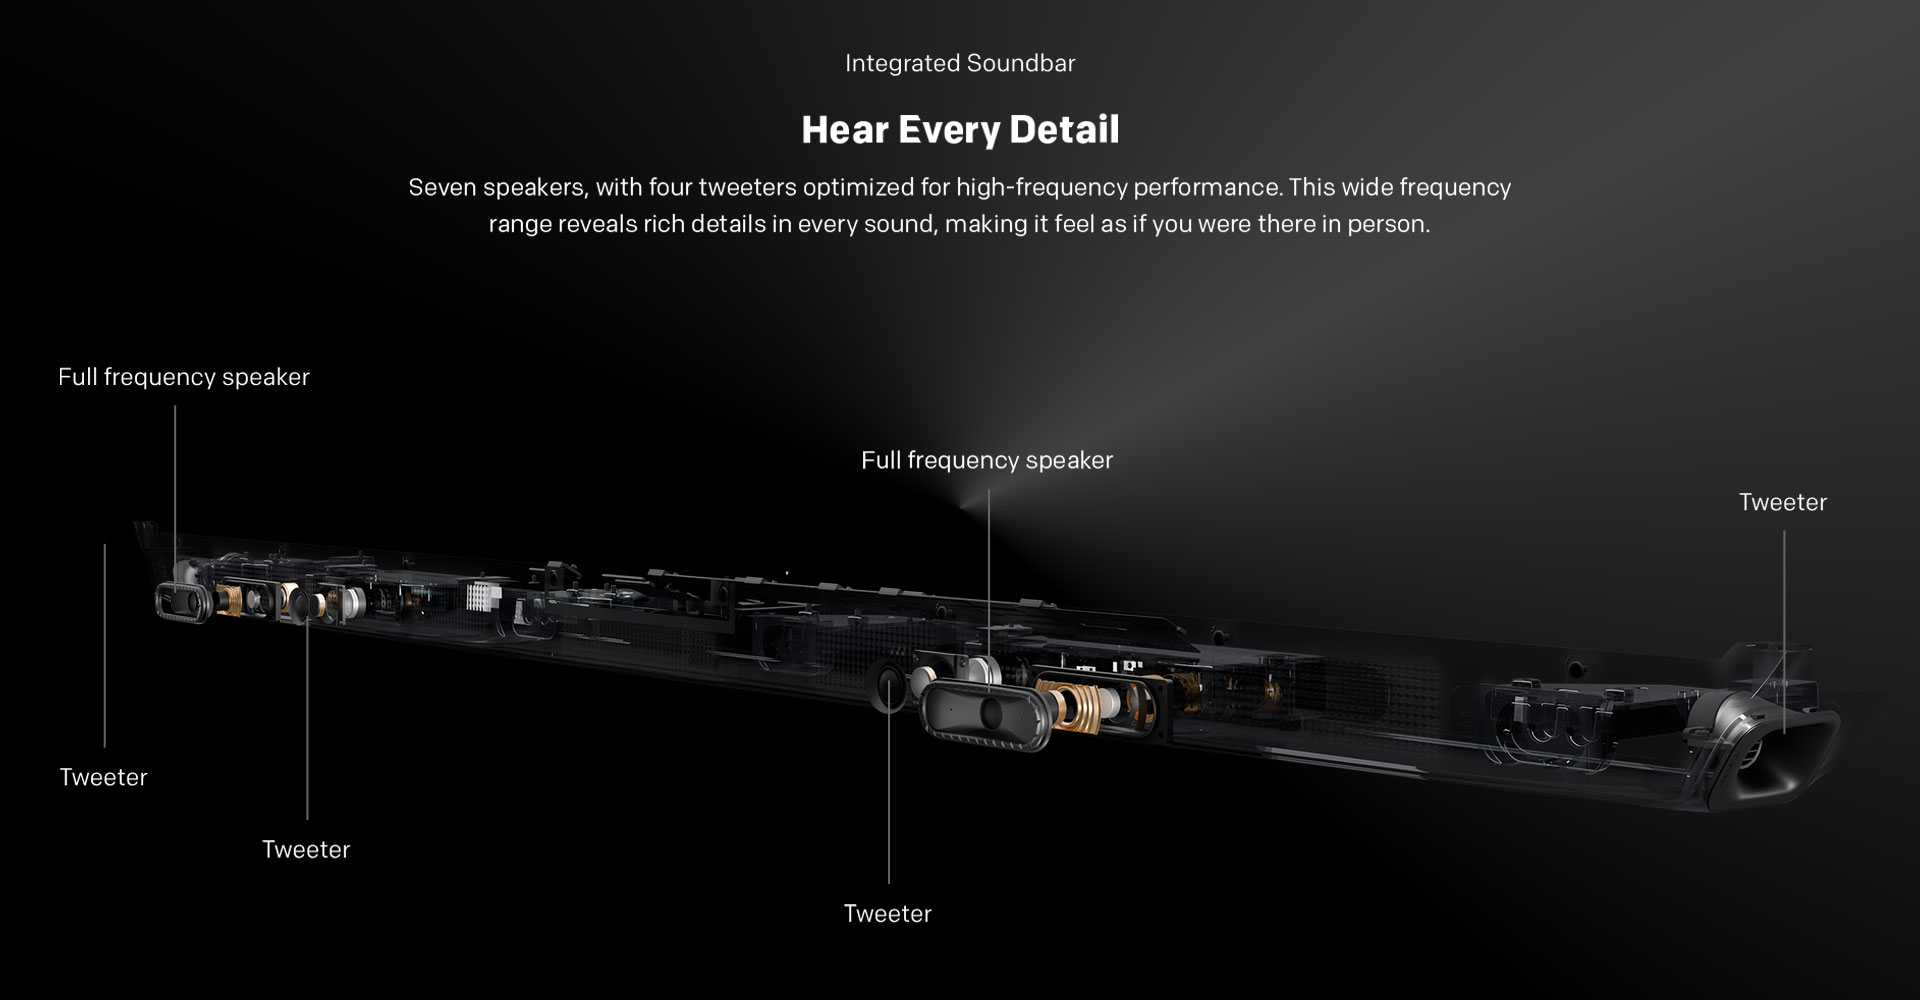 Integrated Soundbar
Hear Every Detail
Seven speakers, with four tweeters optimized for high-frequency performance. This wide frequency
range reveals rich details in every sound, making it feel as if you were there in person.
Full frequency speaker
Full frequency speaker
Tweeter
Tweeter
Tweeter
Tweeter